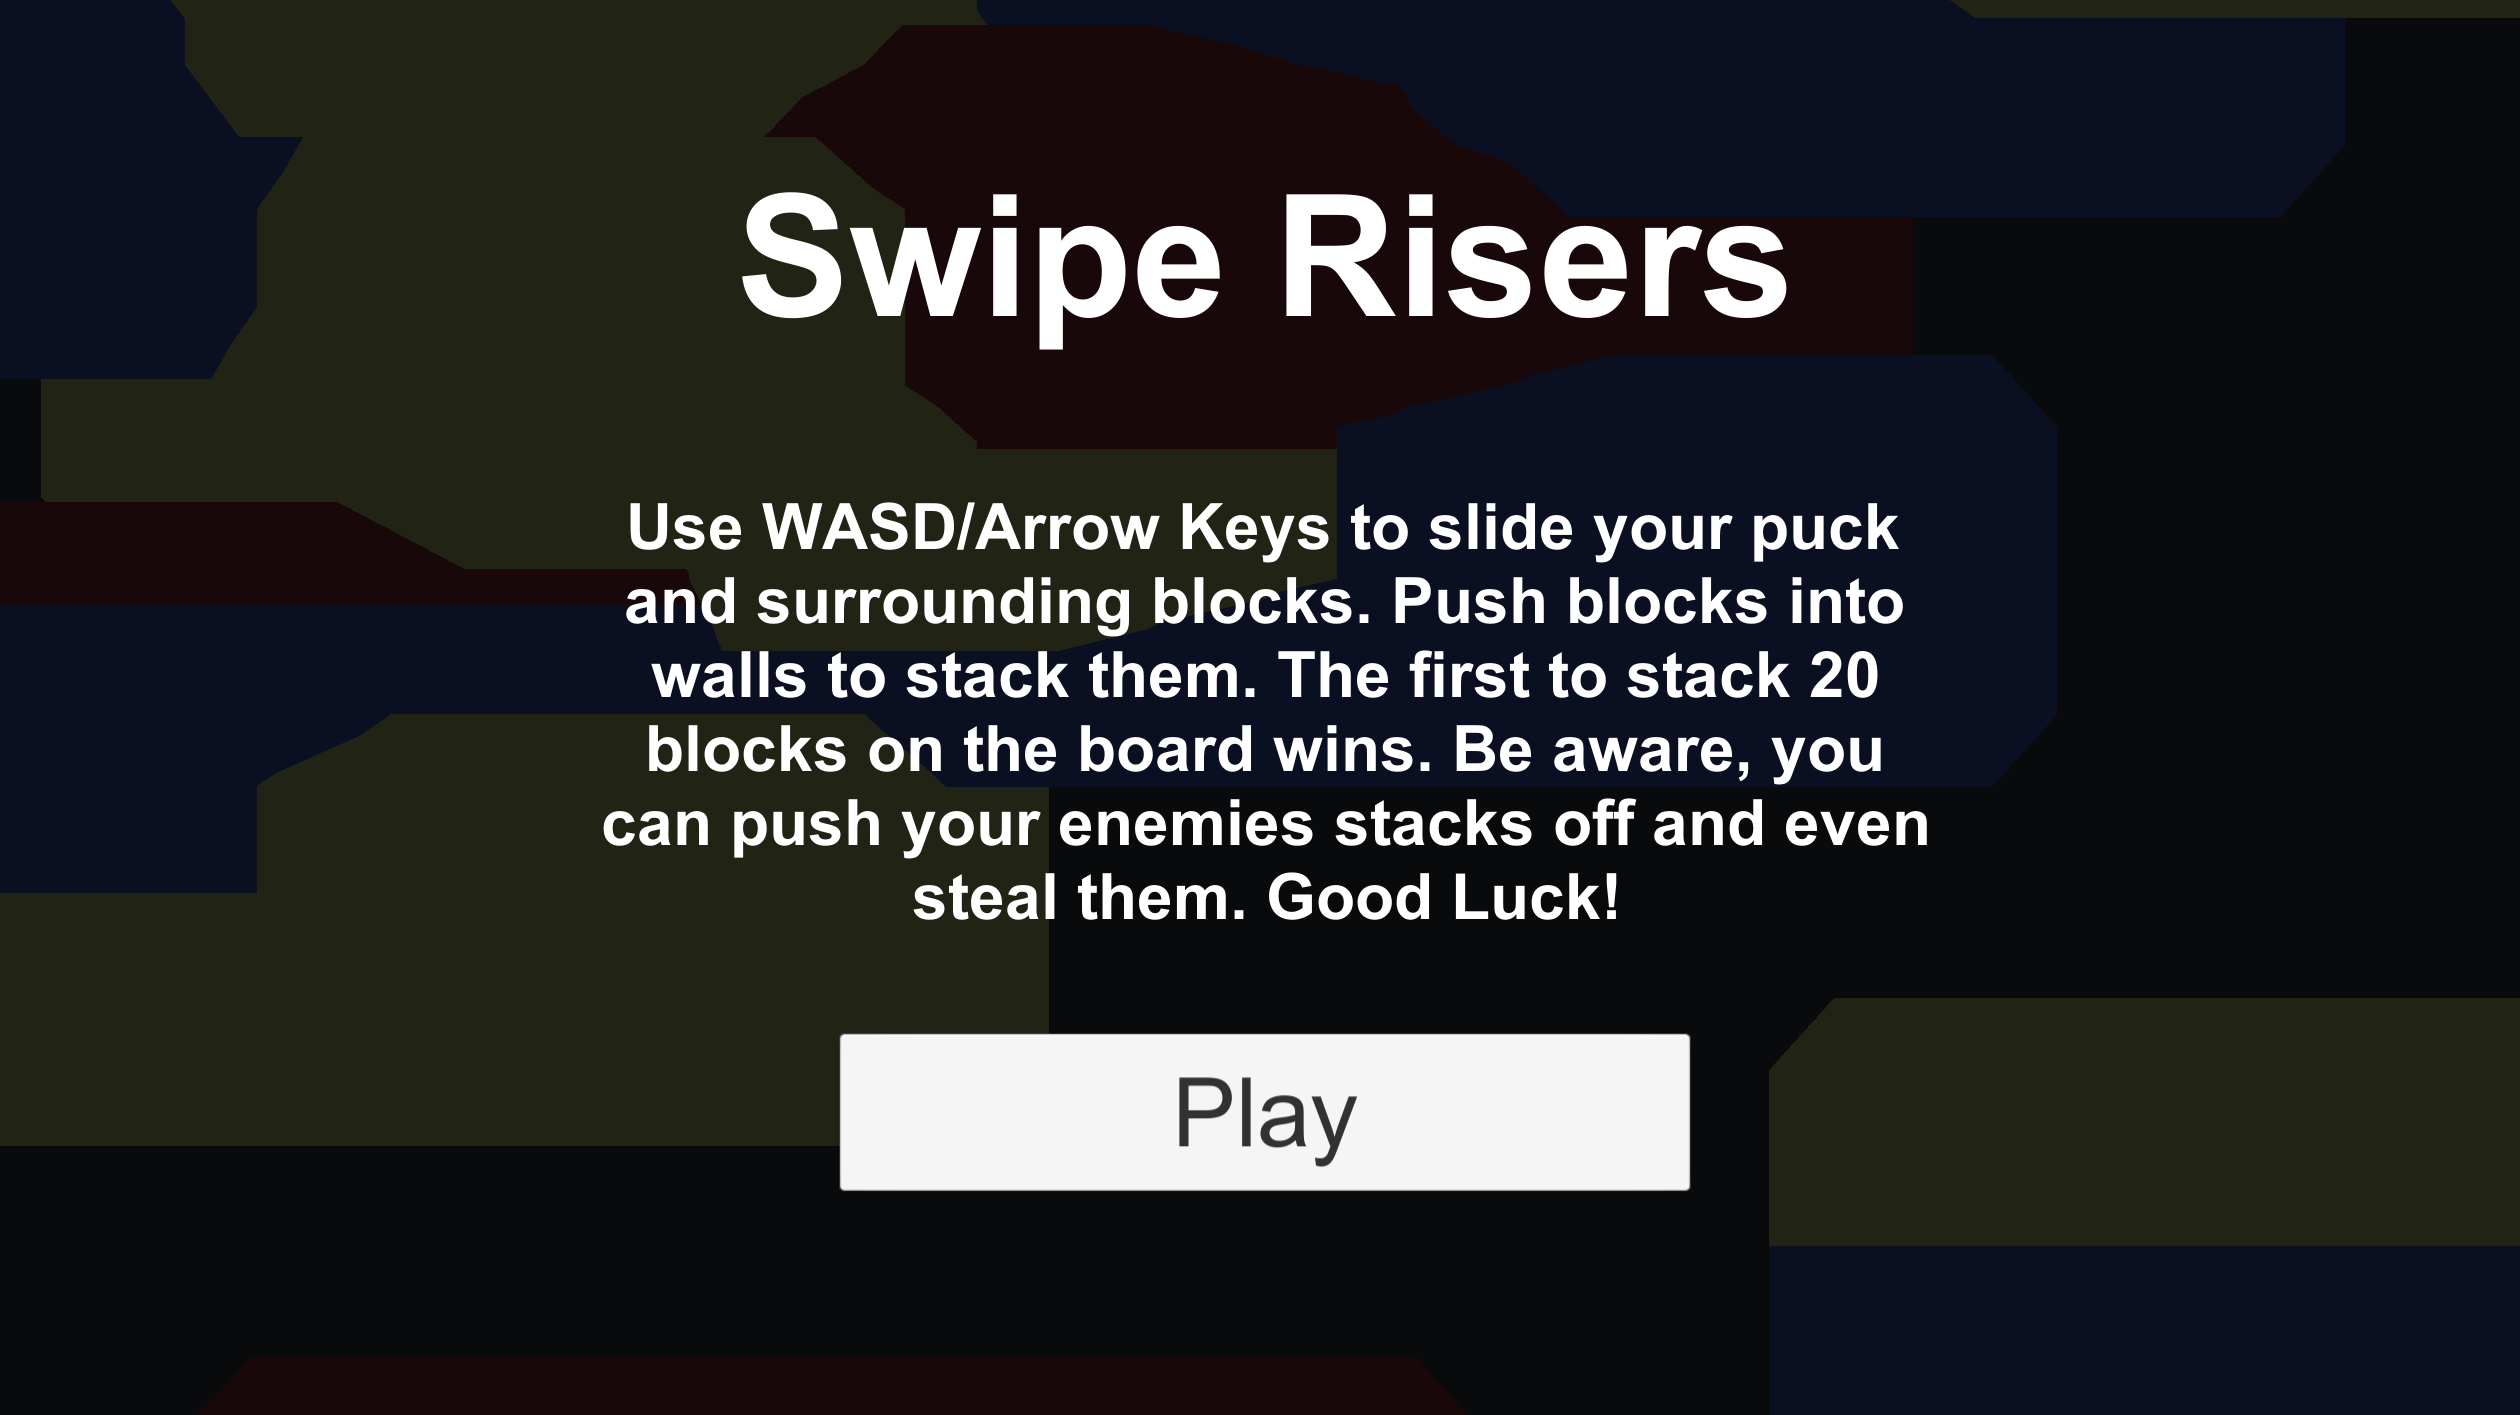 Swipe Risers
Use WASD/Arrow Keys to slide your puck
and surrounding blocks. Push blocks into
walls to stack them. The first to stack 20
blocks on the board wins. Be aware, you
can push your enemies stacks off and even
steal them. Good Luck!
Play